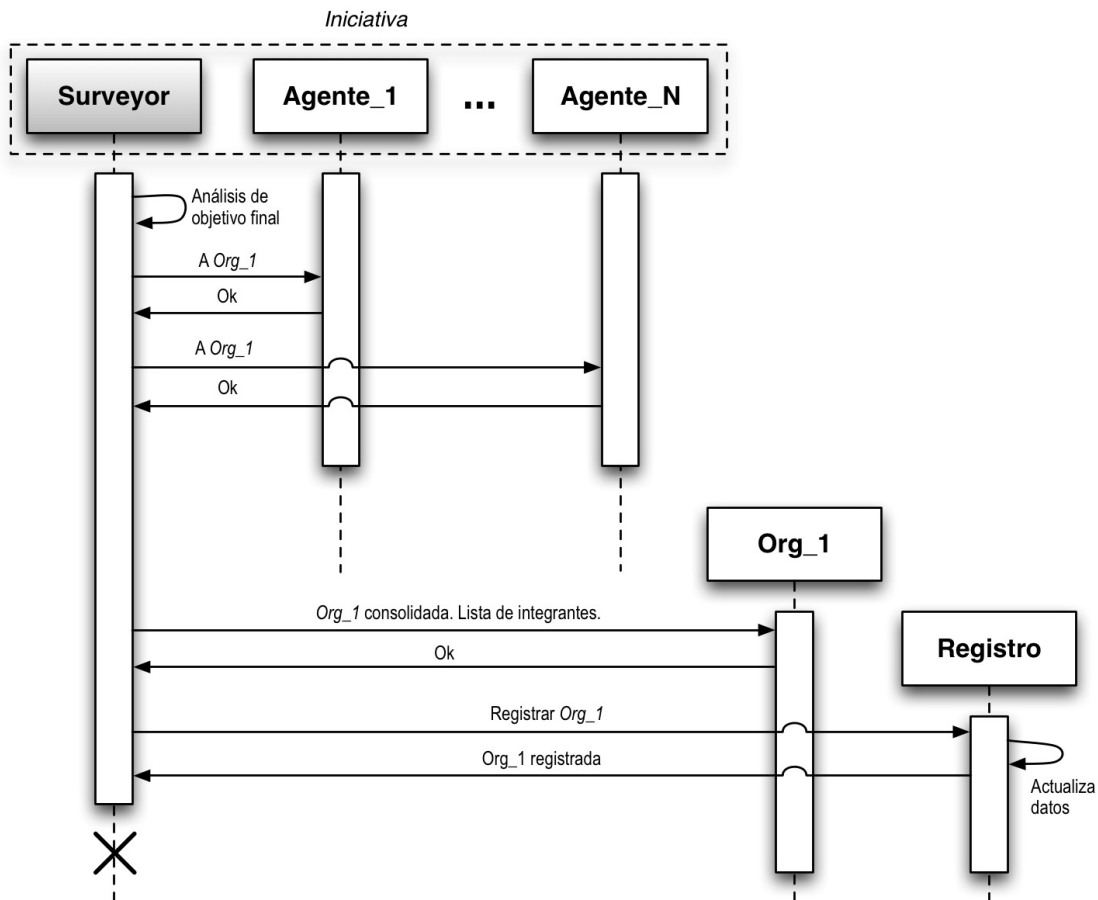 Iniciativa
Surveyor
Agente_1
...
Agente_N
Análisis de
objetivo final
A Org_1
Ok
A Org_1
Ok
Org_1
Org_1 consolidada. Lista de integrantes.
Ok
Registro
Registrar Org_1
Org_1 registrada
Actualiza
datos